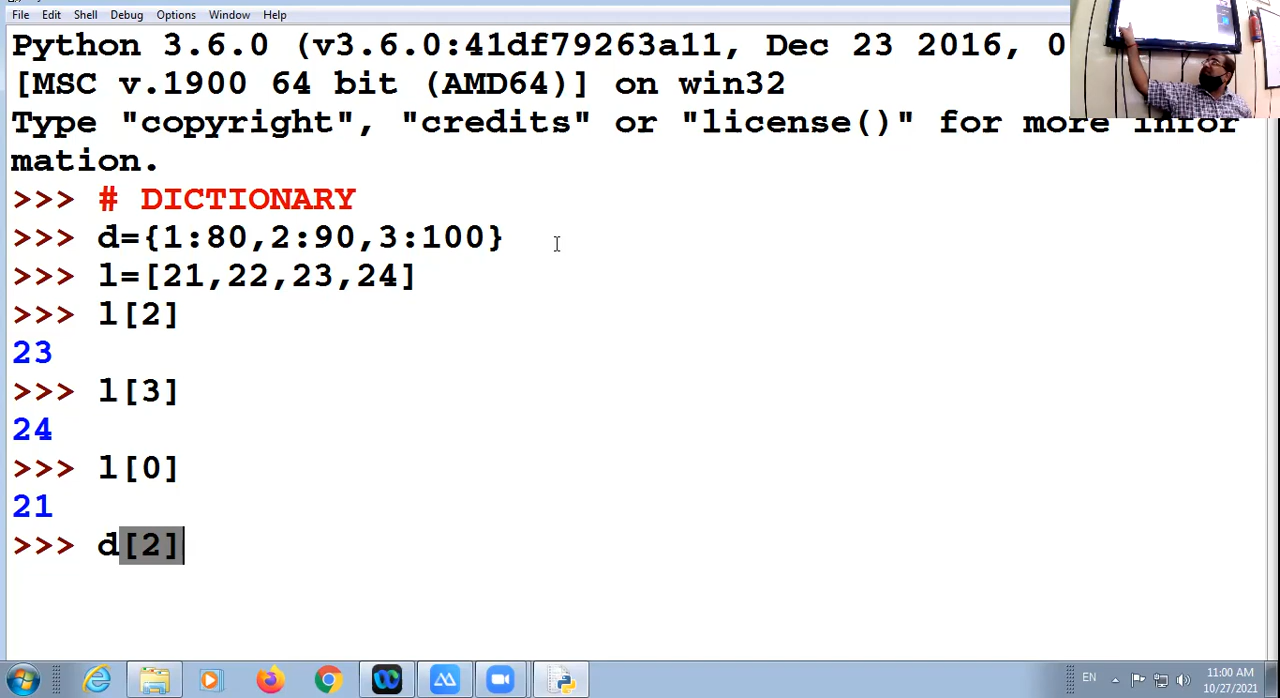 File Edit Shell Debug Options Window Help
Python 3.6.0 (v3.6.0:41df79263a11, Dec 23 2016, 0
[MSC v.1900 64 bit (AMD64)] on win32
Type "copyright", "credits" or "license()" for more infor
mation.
>>> # DICTIONARY
>>> d={1:80,2:90,3:100}
>>> l=[21,22,23,24]
>>> l[2]
23
>>> l[3]
24
>>> l[0]
21
>>> d[2]
EN
11:00 AM
10/27/2021